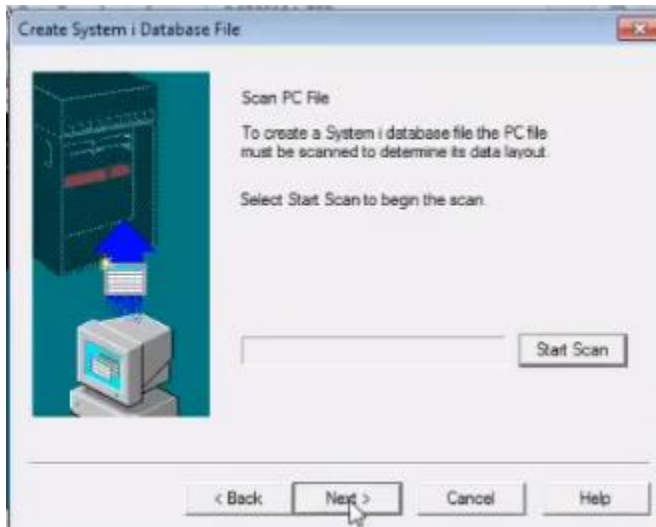 Create System i Database File
Scan PC File
To create a System i database file the PC file
must be scanned to determine its data layout.
Select Start Scan to begin the scan.
Start Scan
< Back
Next >
Cancel
Help